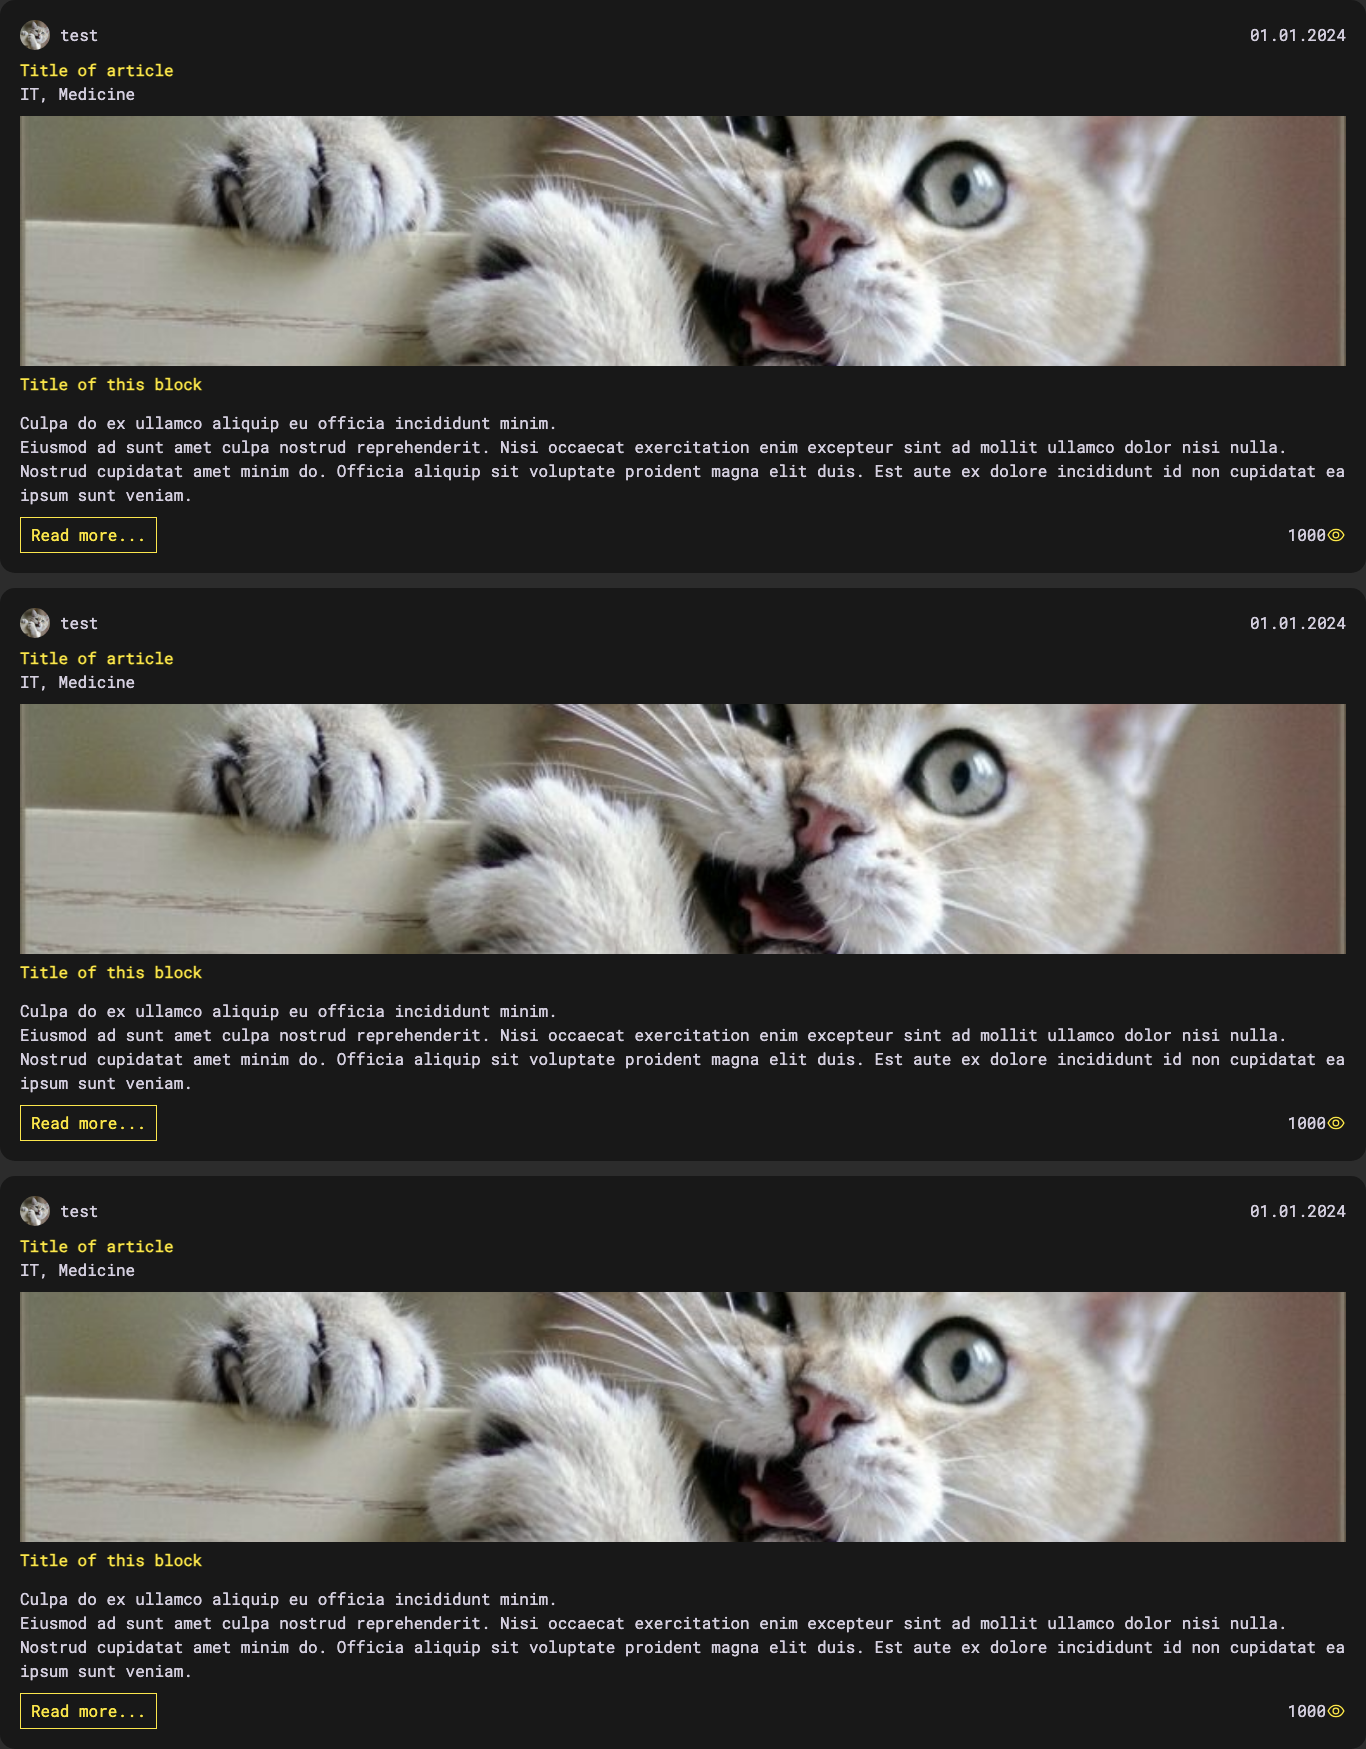 test 01.01.2024
Title of article
IT, Medicine
Title of this block
Culpa do ex ullamco aliquip eu officia incididunt minim.
Eiusmod ad sunt amet culpa nostrud reprehenderit. Nisi occaecat exercitation enim excepteur sint ad mollit ullamco dolor nisi nulla.
Nostrud cupidatat amet minim do. Officia aliquip sit voluptate proident magna elit duis. Est aute ex dolore incididunt id non cupidatat ea
ipsum sunt veniam.
Read more... 1000
test 01.01.2024
Title of article
IT, Medicine
Title of this block
Culpa do ex ullamco aliquip eu officia incididunt minim.
Eiusmod ad sunt amet culpa nostrud reprehenderit. Nisi occaecat exercitation enim excepteur sint ad mollit ullamco dolor nisi nulla.
Nostrud cupidatat amet minim do. Officia aliquip sit voluptate proident magna elit duis. Est aute ex dolore incididunt id non cupidatat ea
ipsum sunt veniam.
Read more... 1000
test 01.01.2024
Title of article
IT, Medicine
Title of this block
Culpa do ex ullamco aliquip eu officia incididunt minim.
Eiusmod ad sunt amet culpa nostrud reprehenderit. Nisi occaecat exercitation enim excepteur sint ad mollit ullamco dolor nisi nulla.
Nostrud cupidatat amet minim do. Officia aliquip sit voluptate proident magna elit duis. Est aute ex dolore incididunt id non cupidatat ea
ipsum sunt veniam.
Read more... 1000